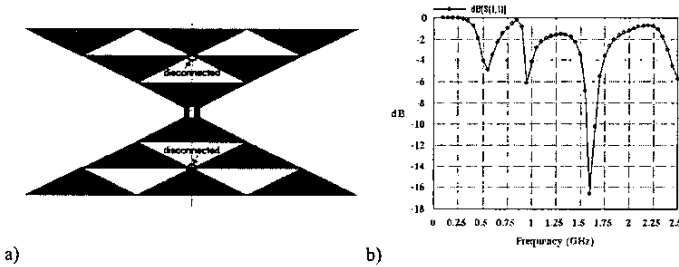 a)
disconnected
disconnected
b)
dB[S(1,1)]
0
-2
-4
-6
-8
-10
-12
-14
-16
-18
dB
0 0.25 0.5 0.75 1 1.25 1.5 1.75 2 2.25 2.5
Frequency (GHz)